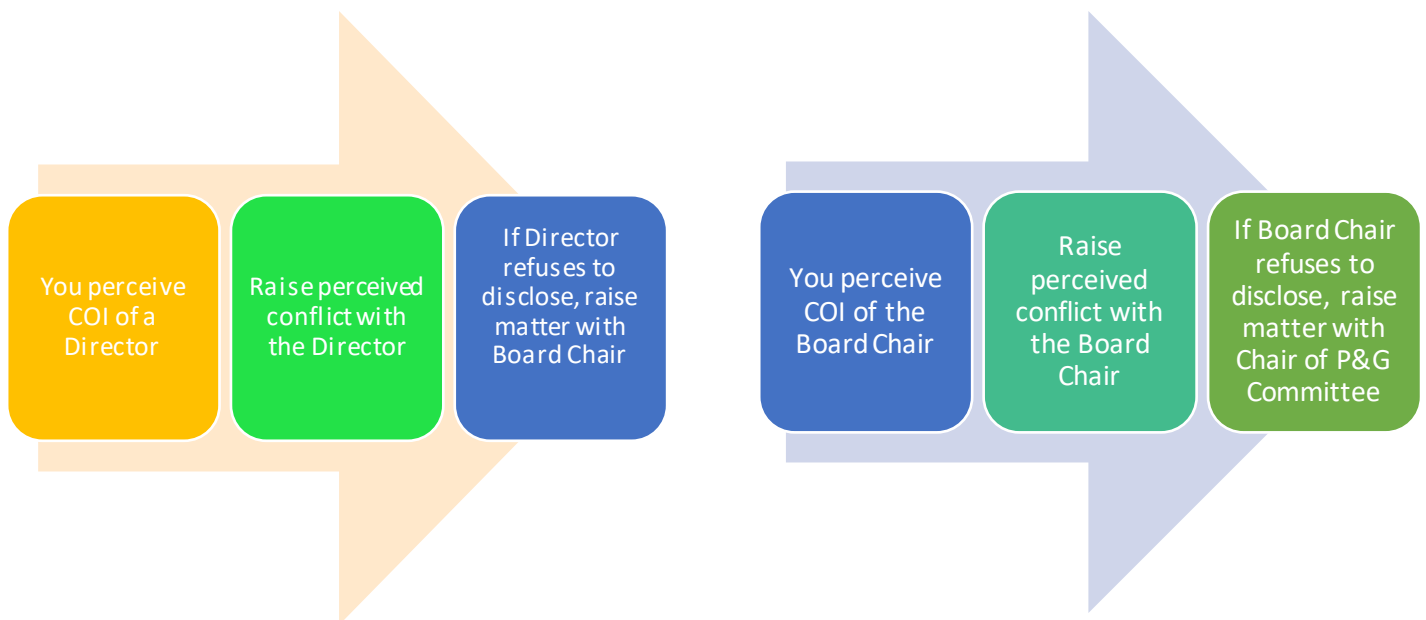 You perceive
COI of a
Director
Raise perceived
conflict with
the Director
If Director
refuses to
disclose, raise
matter with
Board Chair
You perceive
COI of the
Board Chair
Raise
perceived
conflict with
the Board
Chair
If Board Chair
refuses to
disclose, raise
matter with
Chair of P&G
Committee